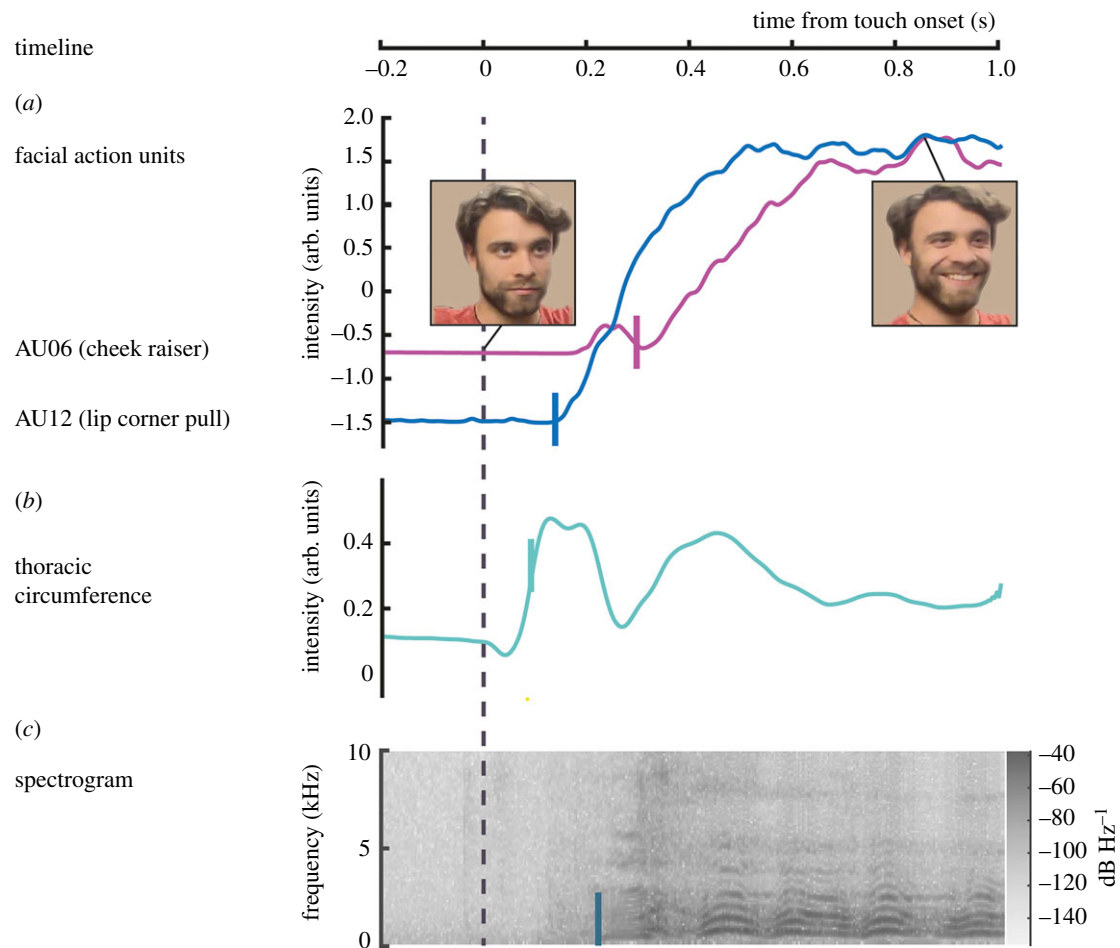 time from touch onset (s)
timeline
–0.2 0 0.2 0.4 0.6 0.8 1.0
(a)
facial action units
AU06 (cheek raiser)
AU12 (lip corner pull)
intensity (arb. units)
2.0
1.5
1.0
0.5
0
–0.5
–1.0
–1.5
(b)
thoracic
circumference
intensity (arb. units)
0.4
0.2
0
(c)
spectrogram
frequency (kHz)
10
5
0
–40
–60
–80
–100
–120
–140
dB Hz⁻¹